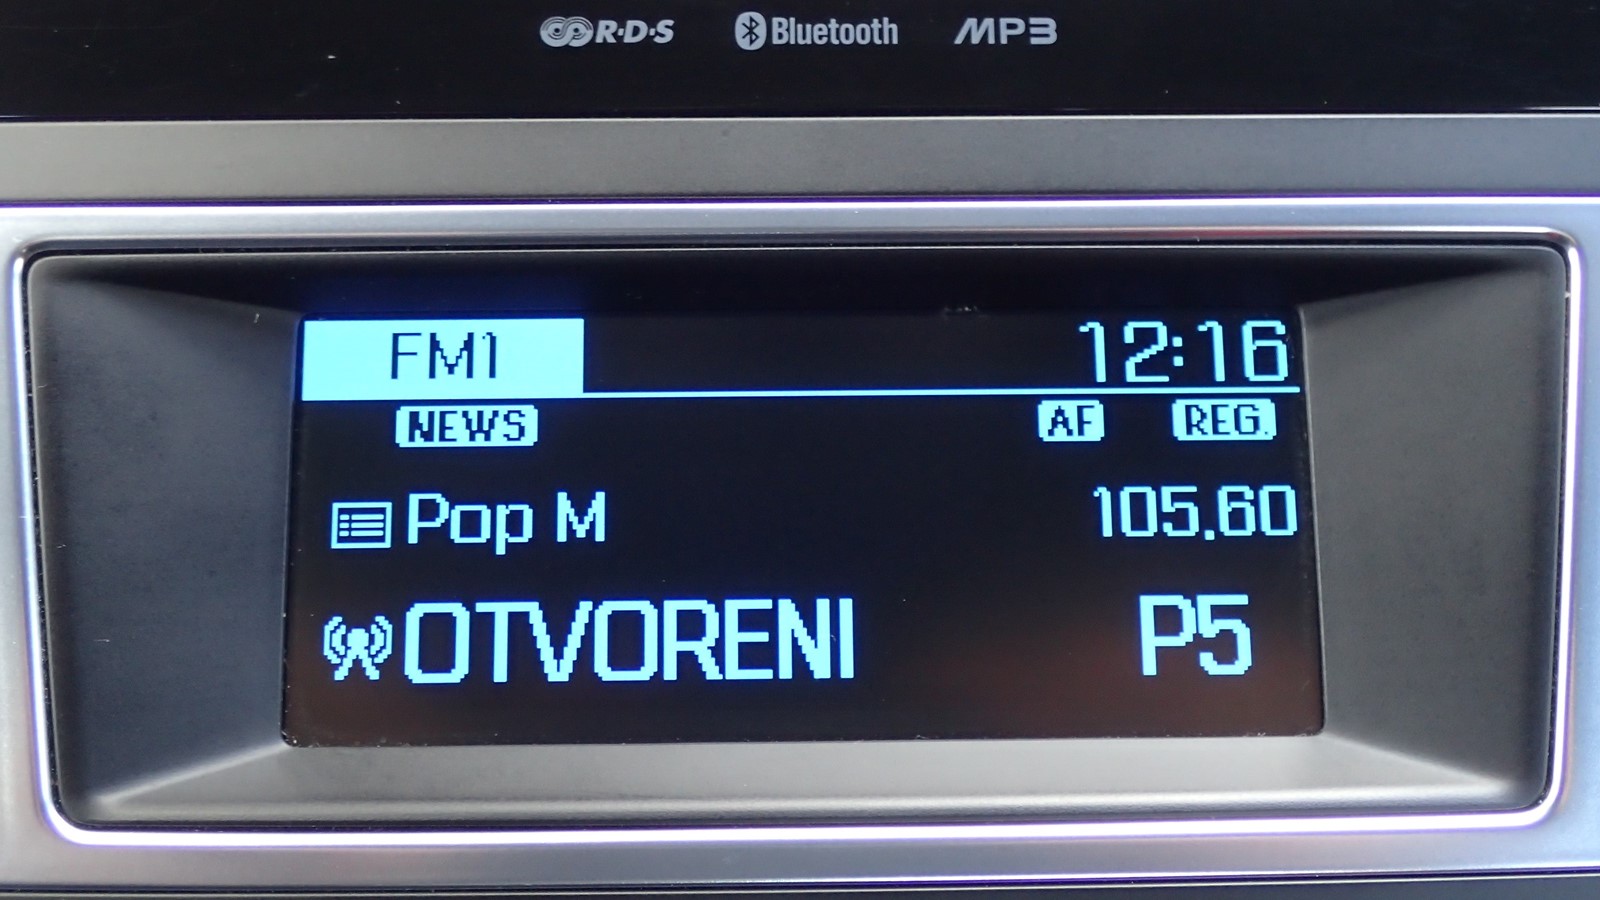 R·D·S Bluetooth MP3
FM1 12:16
NEWS AF REG.
Pop M 105.60
OTVORENI P5